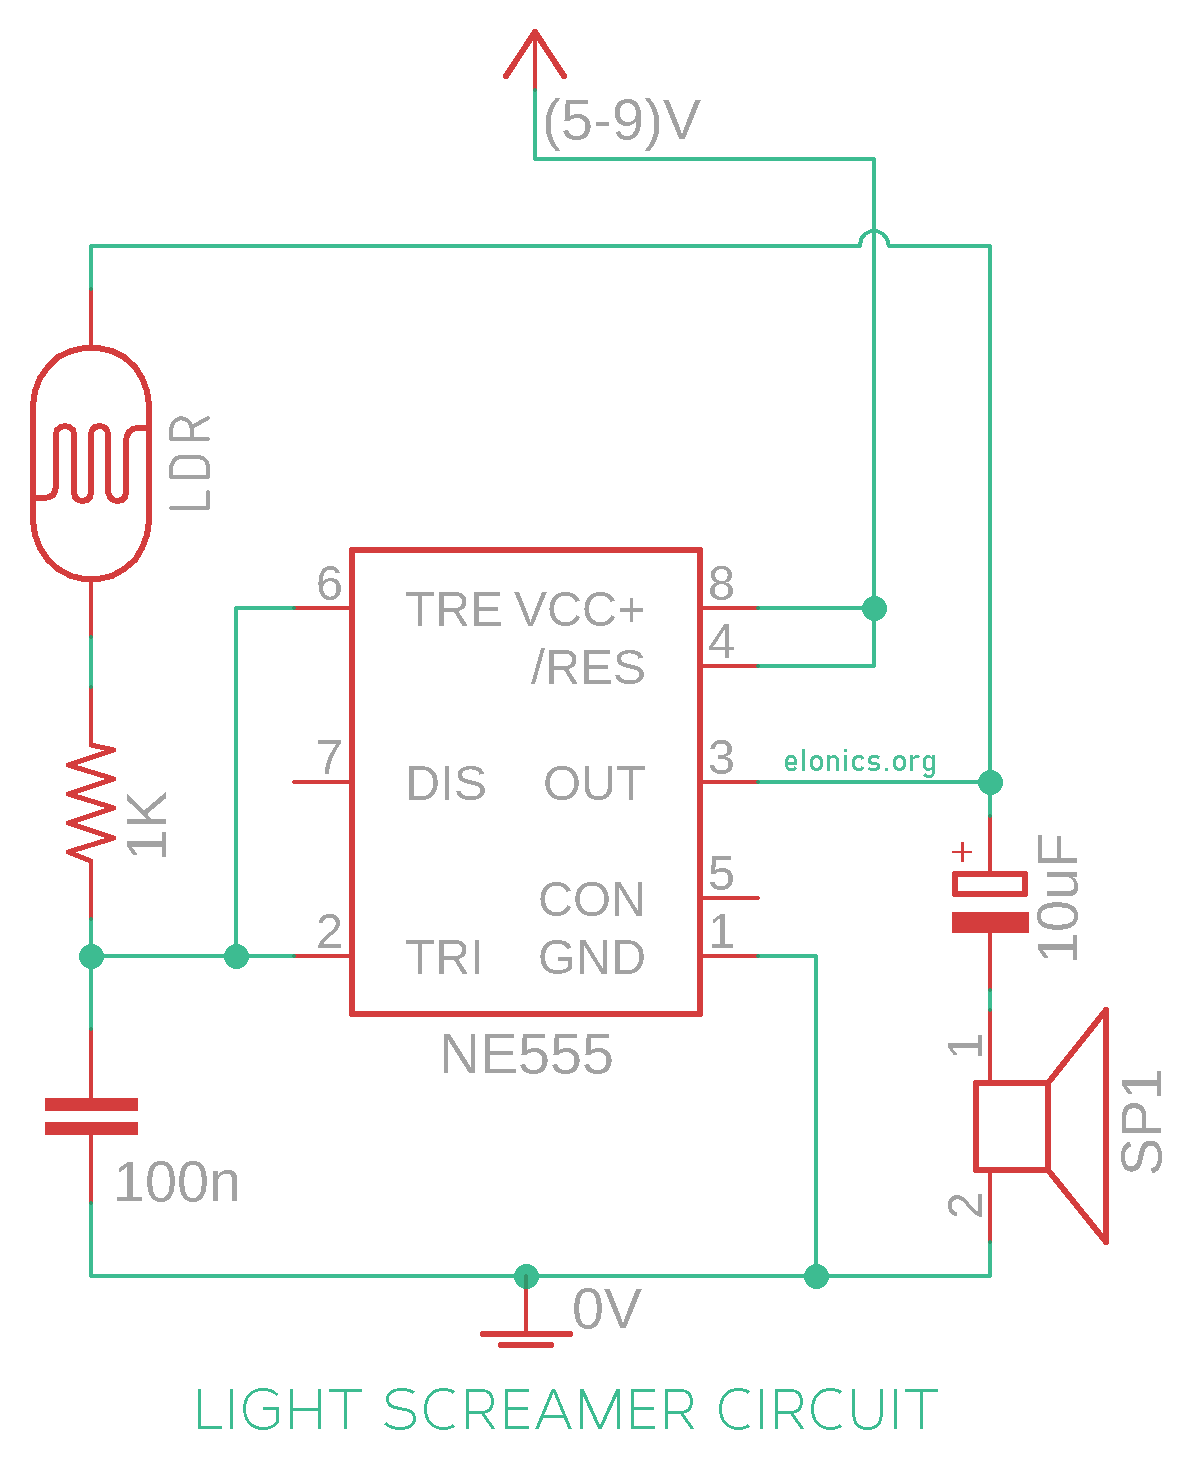 (5-9)V
LDR
6 TRE VCC+ 8
/RES 4
7 DIS OUT 3
elonics.org
1K
CON 5
2 TRI GND 1
+
10uF
NE555
1
SP1
2
100n
0V
LIGHT SCREAMER CIRCUIT